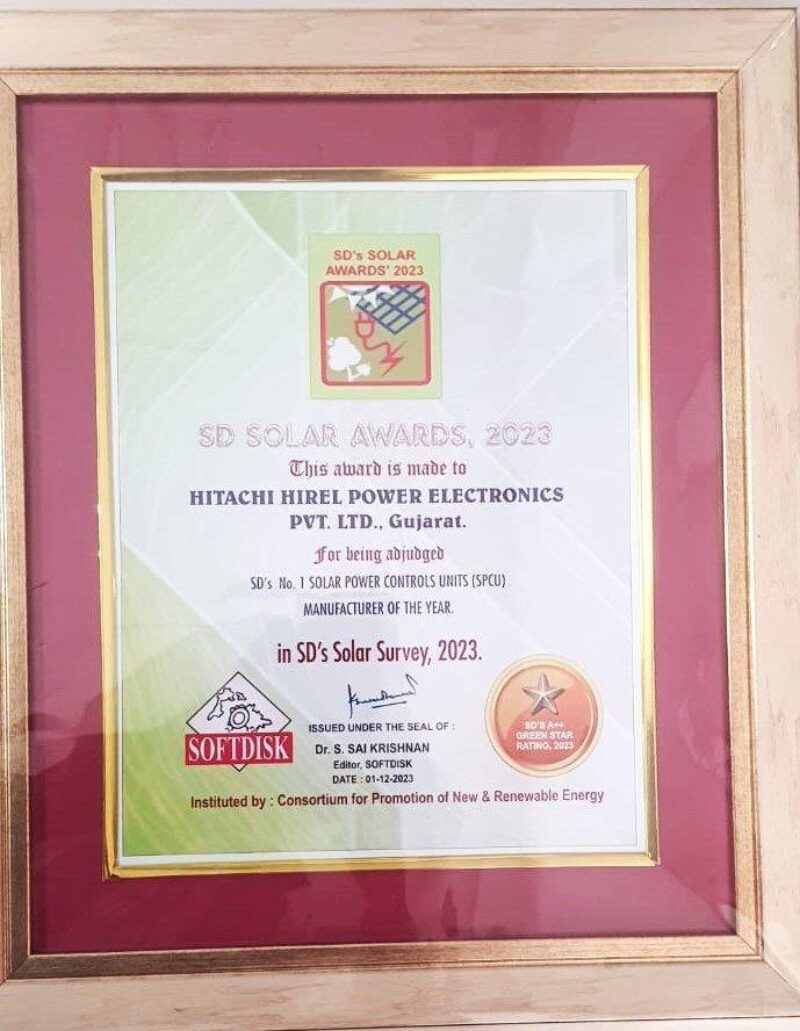 SD's SOLAR
AWARDS' 2023
SD SOLAR AWARDS, 2023
This award is made to
HITACHI HIREL POWER ELECTRONICS
PVT. LTD., Gujarat.
For being adjudged
SD's No. 1 SOLAR POWER CONTROLS UNITS (SPCU)
MANUFACTURER OF THE YEAR.
in SD's Solar Survey, 2023.
SOFTDISK
ISSUED UNDER THE SEAL OF :
Dr. S. SAI KRISHNAN
Editor, SOFTDISK
DATE : 01-12-2023
SD'S A++
GREEN STAR
RATING, 2023
Instituted by : Consortium for Promotion of New & Renewable Energy